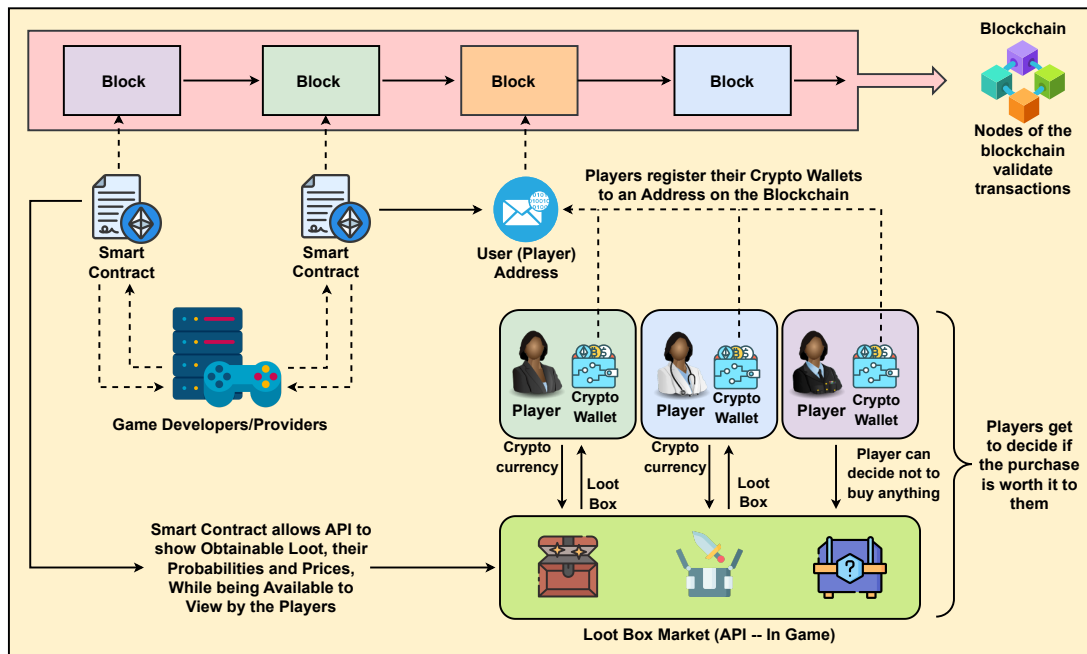 Blockchain
Block
Block
Block
Block
Nodes of the
blockchain
validate
transactions
Players register their Crypto Wallets
to an Address on the Blockchain
0101
010010
0100
Smart
Contract
Smart
Contract
User (Player)
Address
Game Developers/Providers
Player
Crypto
Wallet
Player
Crypto
Wallet
Player
Crypto
Wallet
Crypto
currency
Loot
Box
Crypto
currency
Loot
Box
Player can
decide not to
buy anything
Players get
to decide if
the purchase
is worth it to
them
Smart Contract allows API to
show Obtainable Loot, their
Probabilities and Prices,
While being Available to
View by the Players
?
Loot Box Market (API -- In Game)